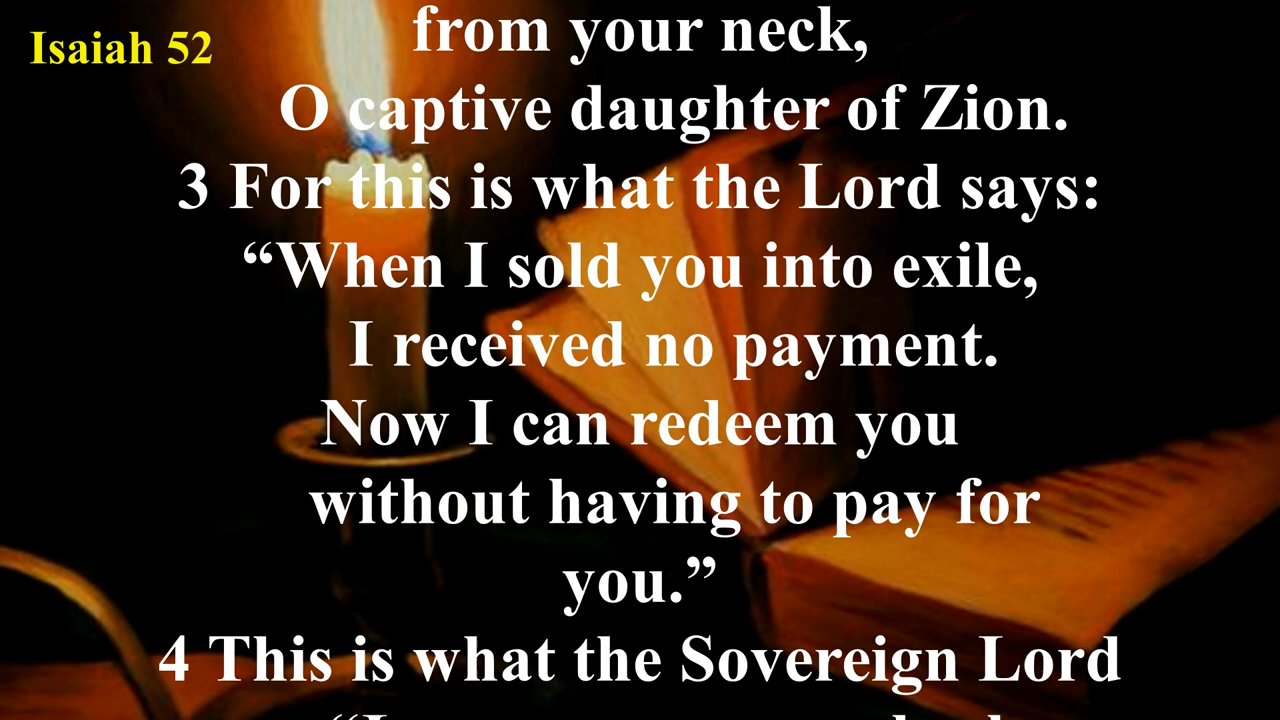 Isaiah 52
from your neck,
O captive daughter of Zion.
3 For this is what the Lord says:
“When I sold you into exile,
I received no payment.
Now I can redeem you
without having to pay for
you.”
4 This is what the Sovereign Lord